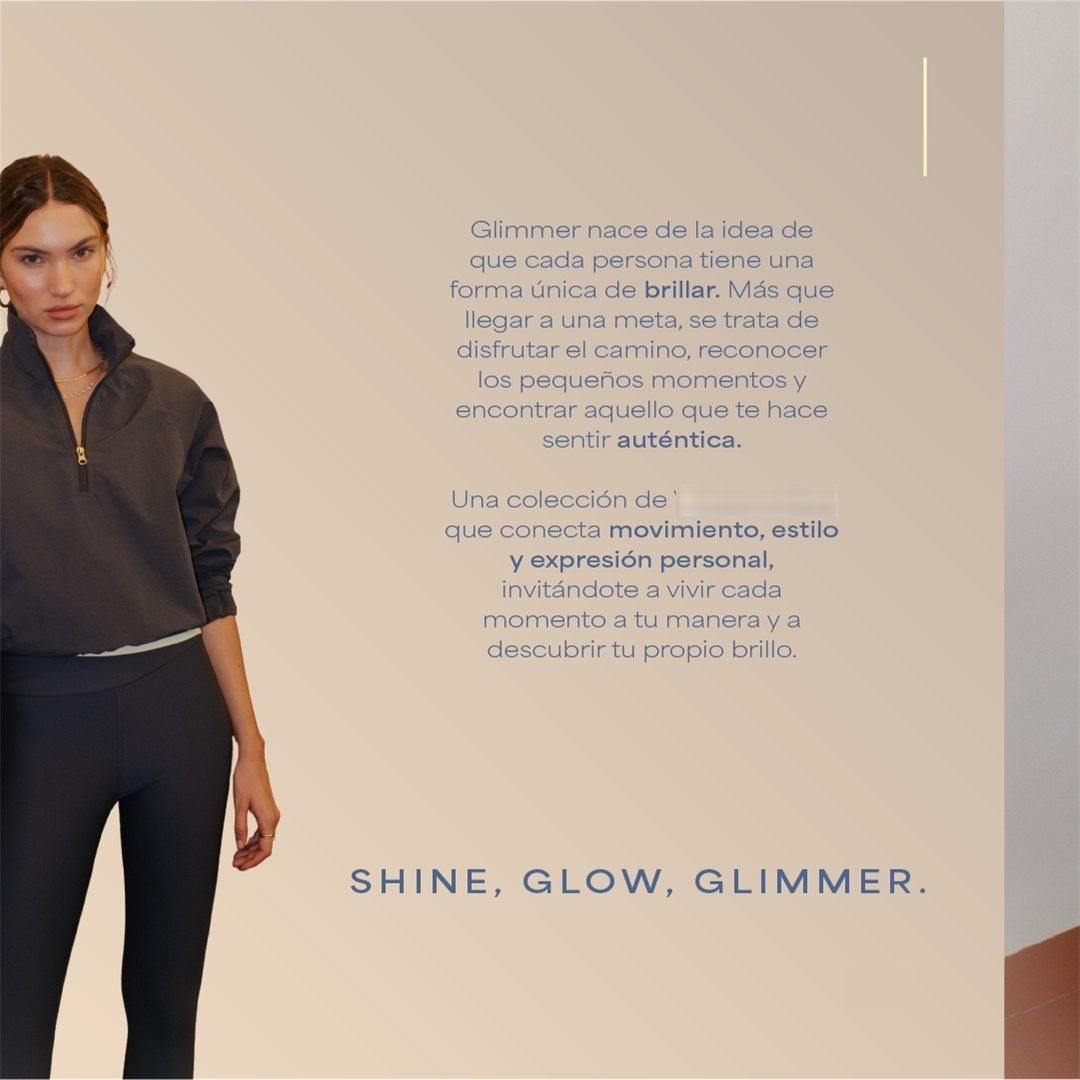 Glimmer nace de la idea de
que cada persona tiene una
forma única de brillar. Más que
llegar a una meta, se trata de
disfrutar el camino, reconocer
los pequeños momentos y
encontrar aquello que te hace
sentir auténtica.
Una colección de
que conecta movimiento, estilo
y expresión personal,
invitándote a vivir cada
momento a tu manera y a
descubrir tu propio brillo.
SHINE, GLOW, GLIMMER.